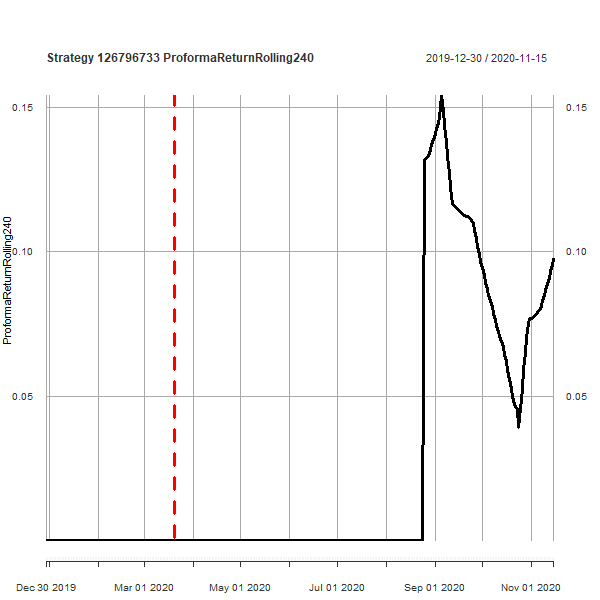 Strategy 126796733 ProformaReturnRolling240
2019-12-30 / 2020-11-15
0.15
0.15
0.10
0.10
0.05
0.05
ProformaReturnRolling240
Dec 30 2019
Mar 01 2020
May 01 2020
Jul 01 2020
Sep 01 2020
Nov 01 2020